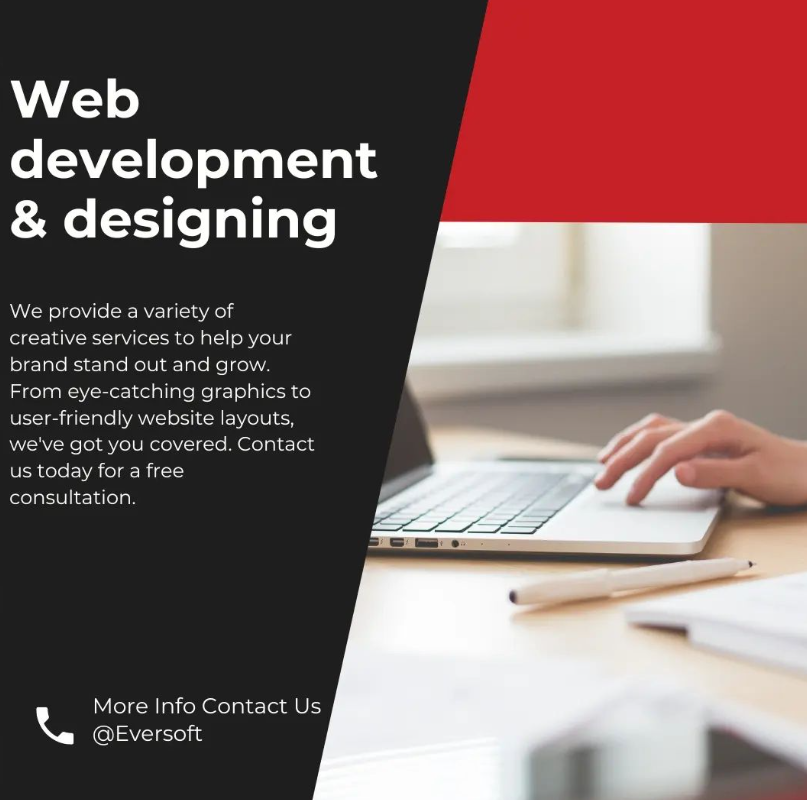 Web
development
& designing
We provide a variety of
creative services to help your
brand stand out and grow.
From eye-catching graphics to
user-friendly website layouts,
we've got you covered. Contact
us today for a free
consultation.
More Info Contact Us
@Eversoft